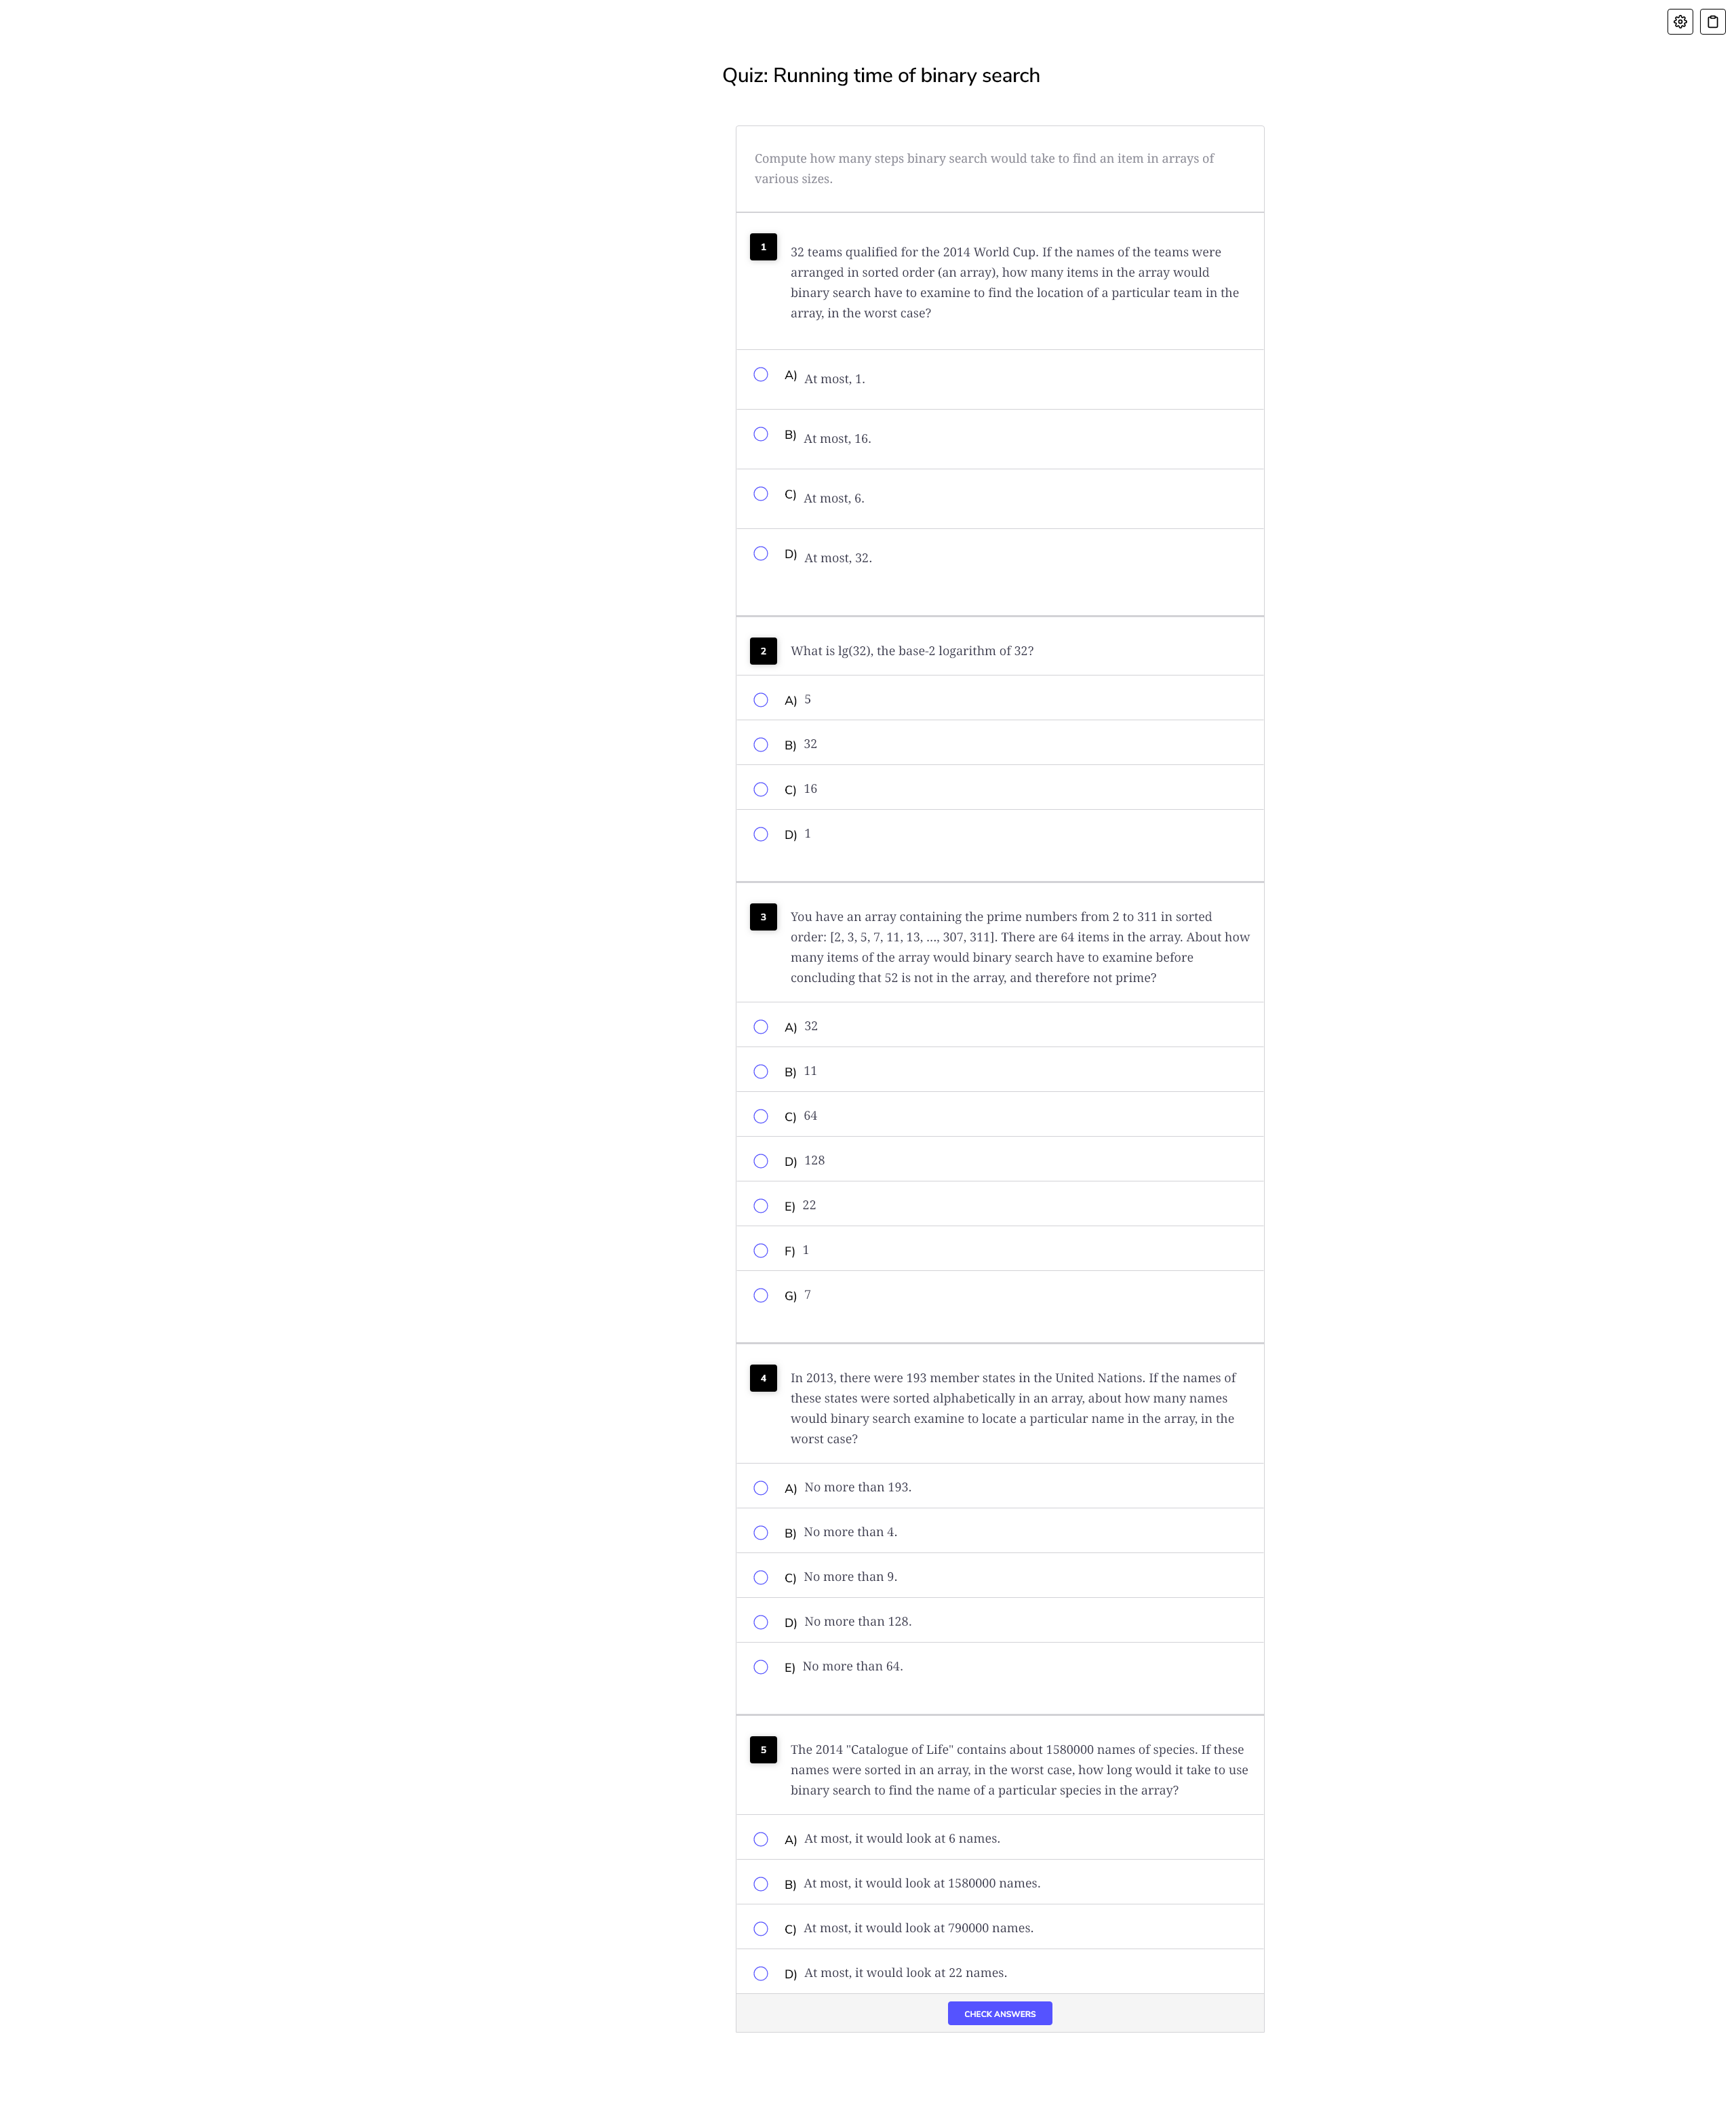 Quiz: Running time of binary search
Compute how many steps binary search would take to find an item in arrays of
various sizes.
1
32 teams qualified for the 2014 World Cup. If the names of the teams were
arranged in sorted order (an array), how many items in the array would
binary search have to examine to find the location of a particular team in the
array, in the worst case?
A) At most, 1.
B) At most, 16.
C) At most, 6.
D) At most, 32.
2
What is lg(32), the base-2 logarithm of 32?
A) 5
B) 32
C) 16
D) 1
3
You have an array containing the prime numbers from 2 to 311 in sorted
order: [2, 3, 5, 7, 11, 13, ..., 307, 311]. There are 64 items in the array. About how
many items of the array would binary search have to examine before
concluding that 52 is not in the array, and therefore not prime?
A) 32
B) 11
C) 64
D) 128
E) 22
F) 1
G) 7
4
In 2013, there were 193 member states in the United Nations. If the names of
these states were sorted alphabetically in an array, about how many names
would binary search examine to locate a particular name in the array, in the
worst case?
A) No more than 193.
B) No more than 4.
C) No more than 9.
D) No more than 128.
E) No more than 64.
5
The 2014 "Catalogue of Life" contains about 1580000 names of species. If these
names were sorted in an array, in the worst case, how long would it take to use
binary search to find the name of a particular species in the array?
A) At most, it would look at 6 names.
B) At most, it would look at 1580000 names.
C) At most, it would look at 790000 names.
D) At most, it would look at 22 names.
CHECK ANSWERS